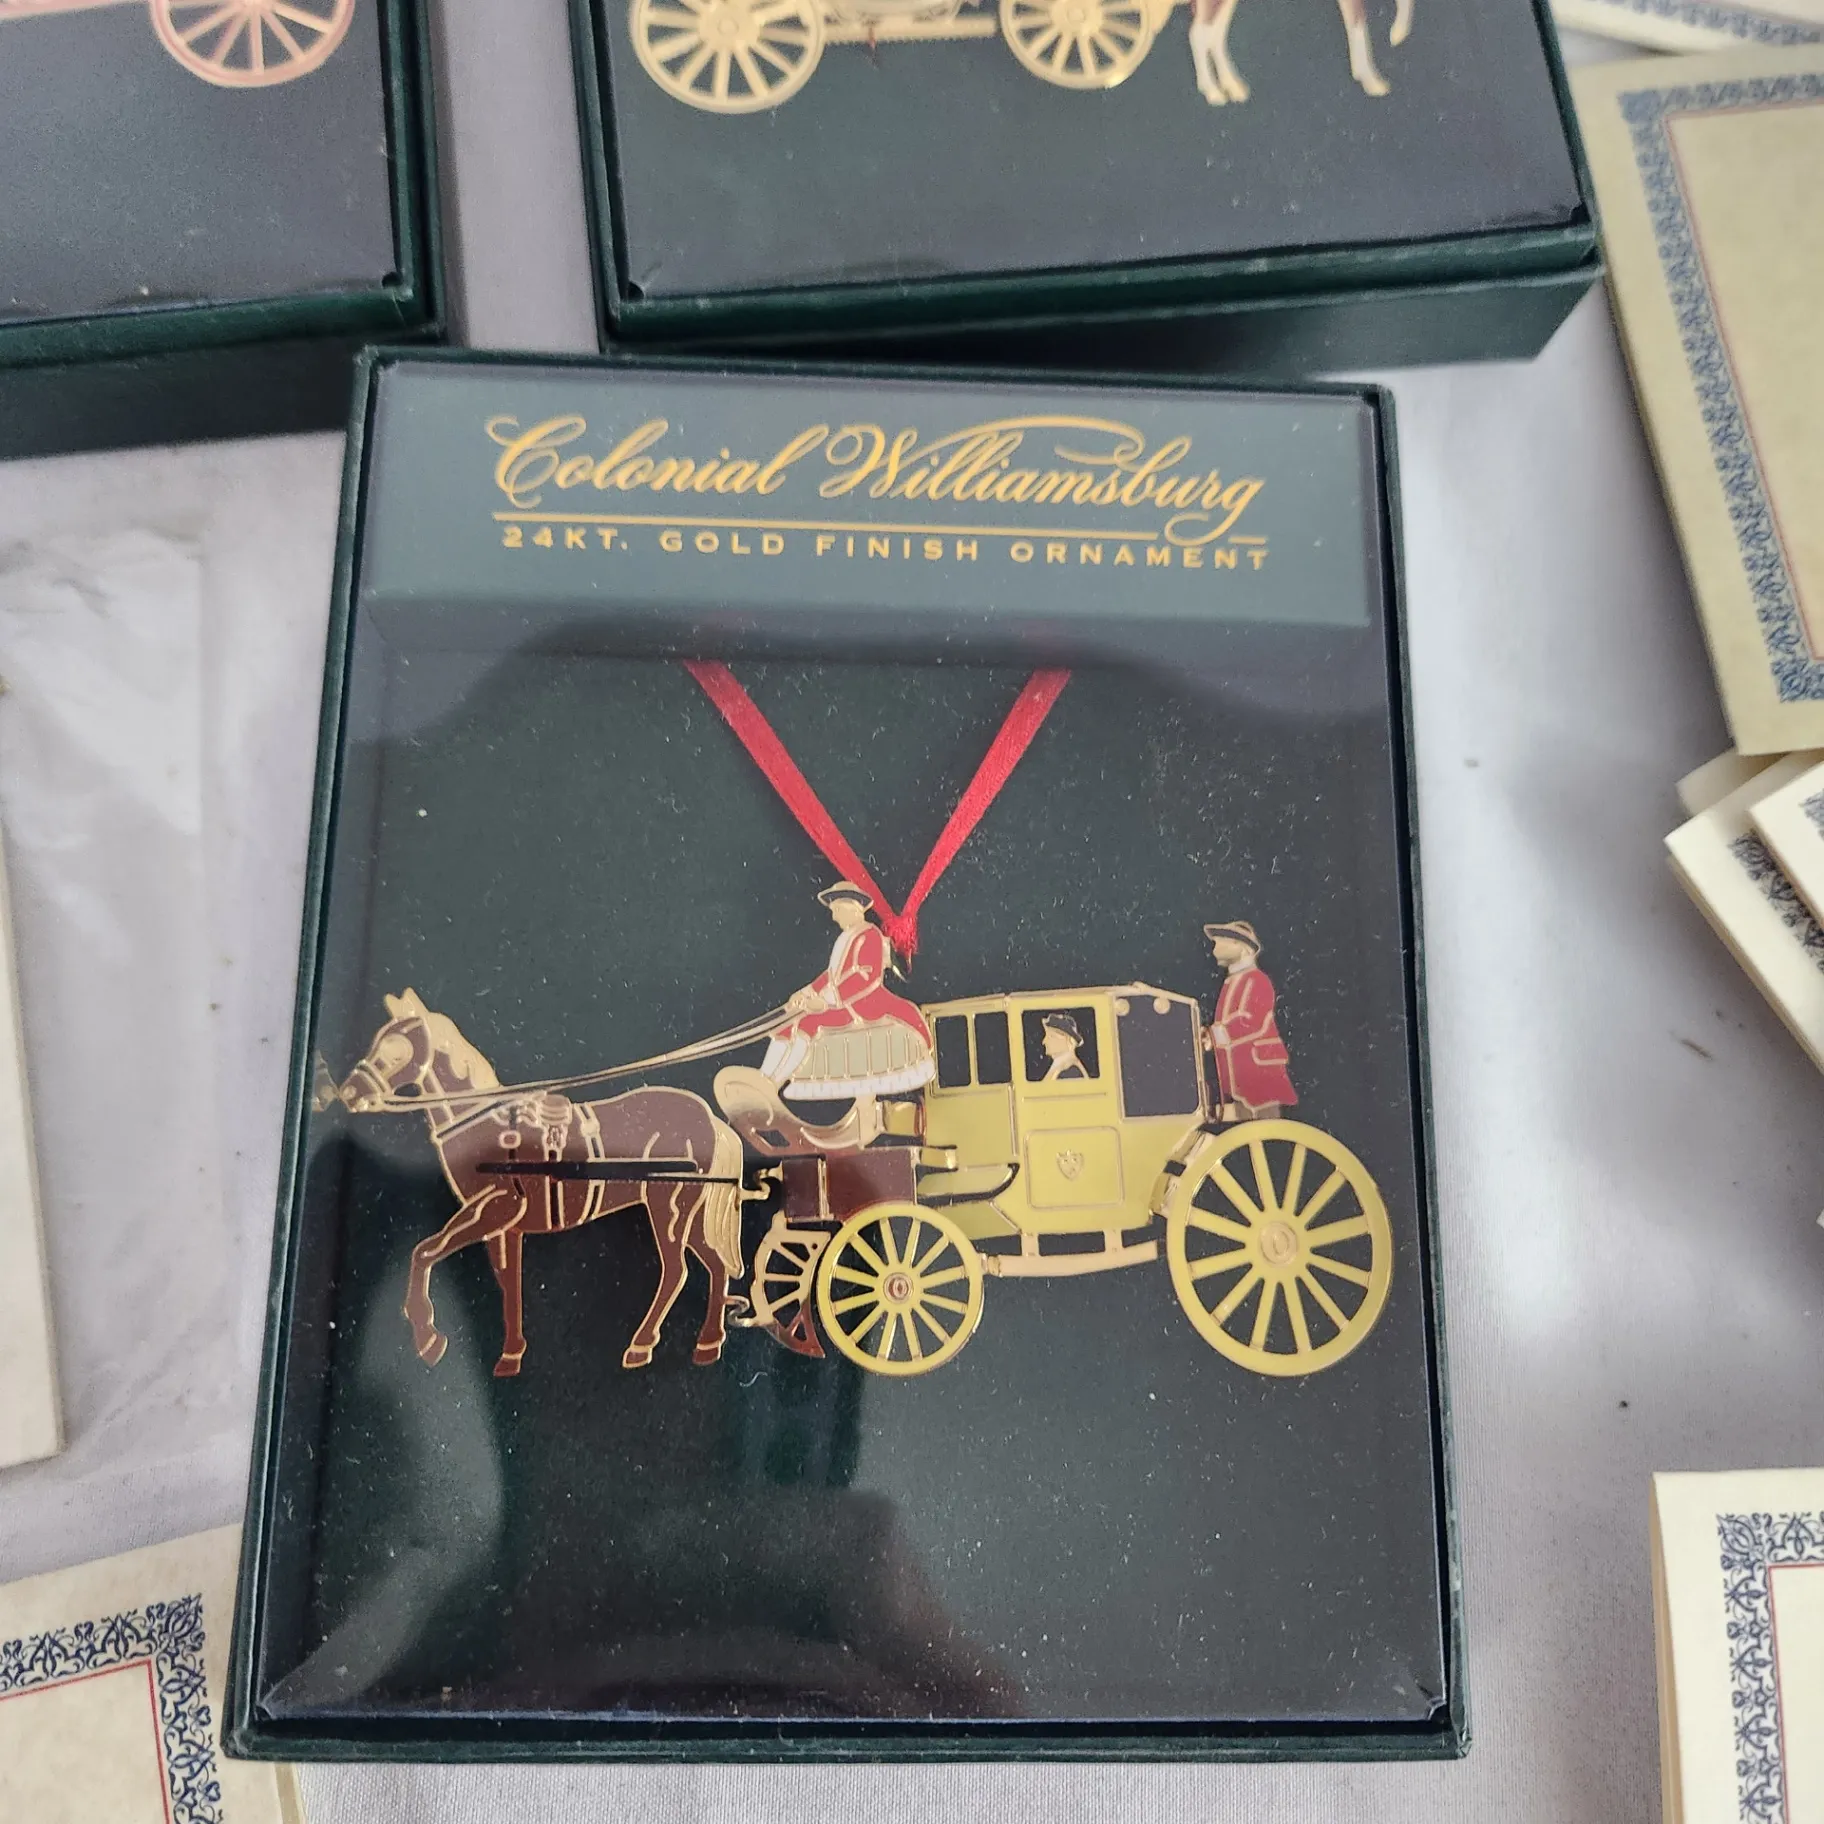 Colonial Williamsburg
24KT. GOLD FINISH ORNAMENT